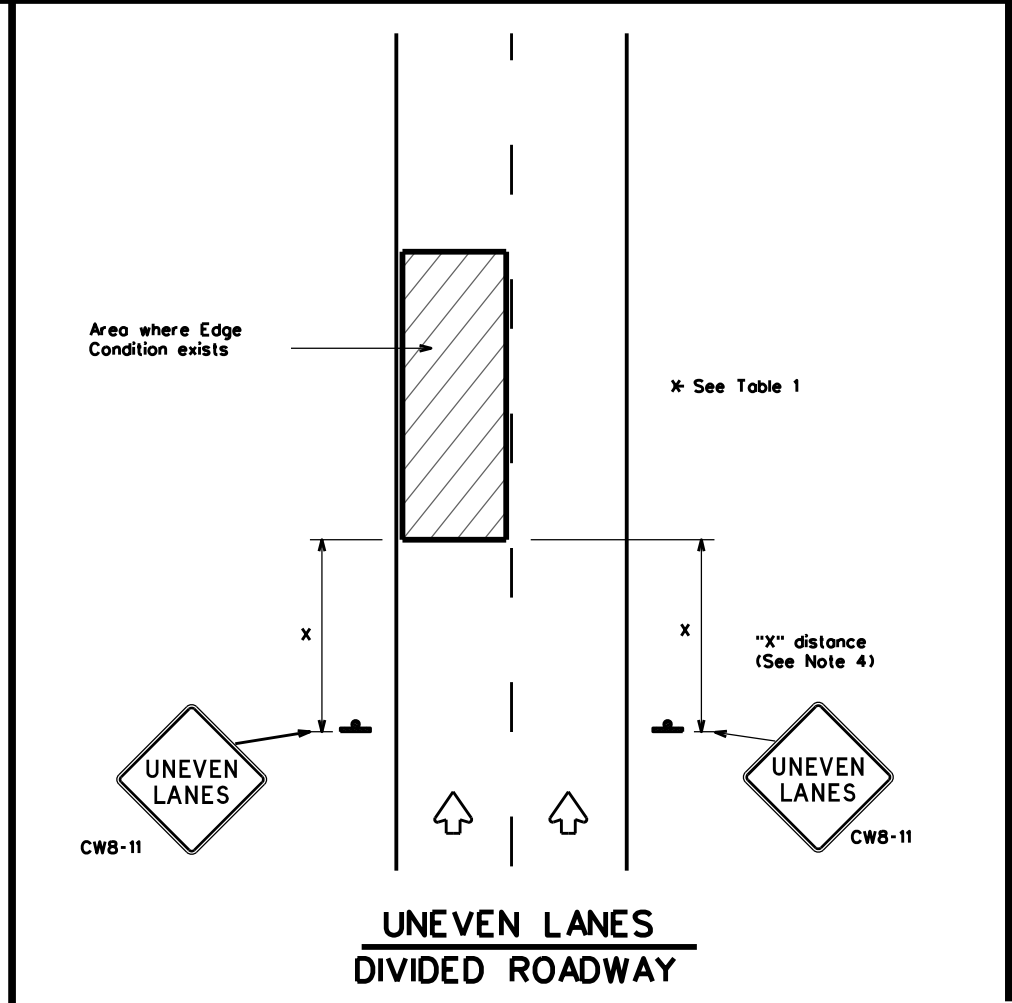 Area where Edge
Condition exists
* See Table 1
X
X
"X" distance
(See Note 4)
UNEVEN
LANES
CW8-11
UNEVEN
LANES
CW8-11
UNEVEN LANES
DIVIDED ROADWAY